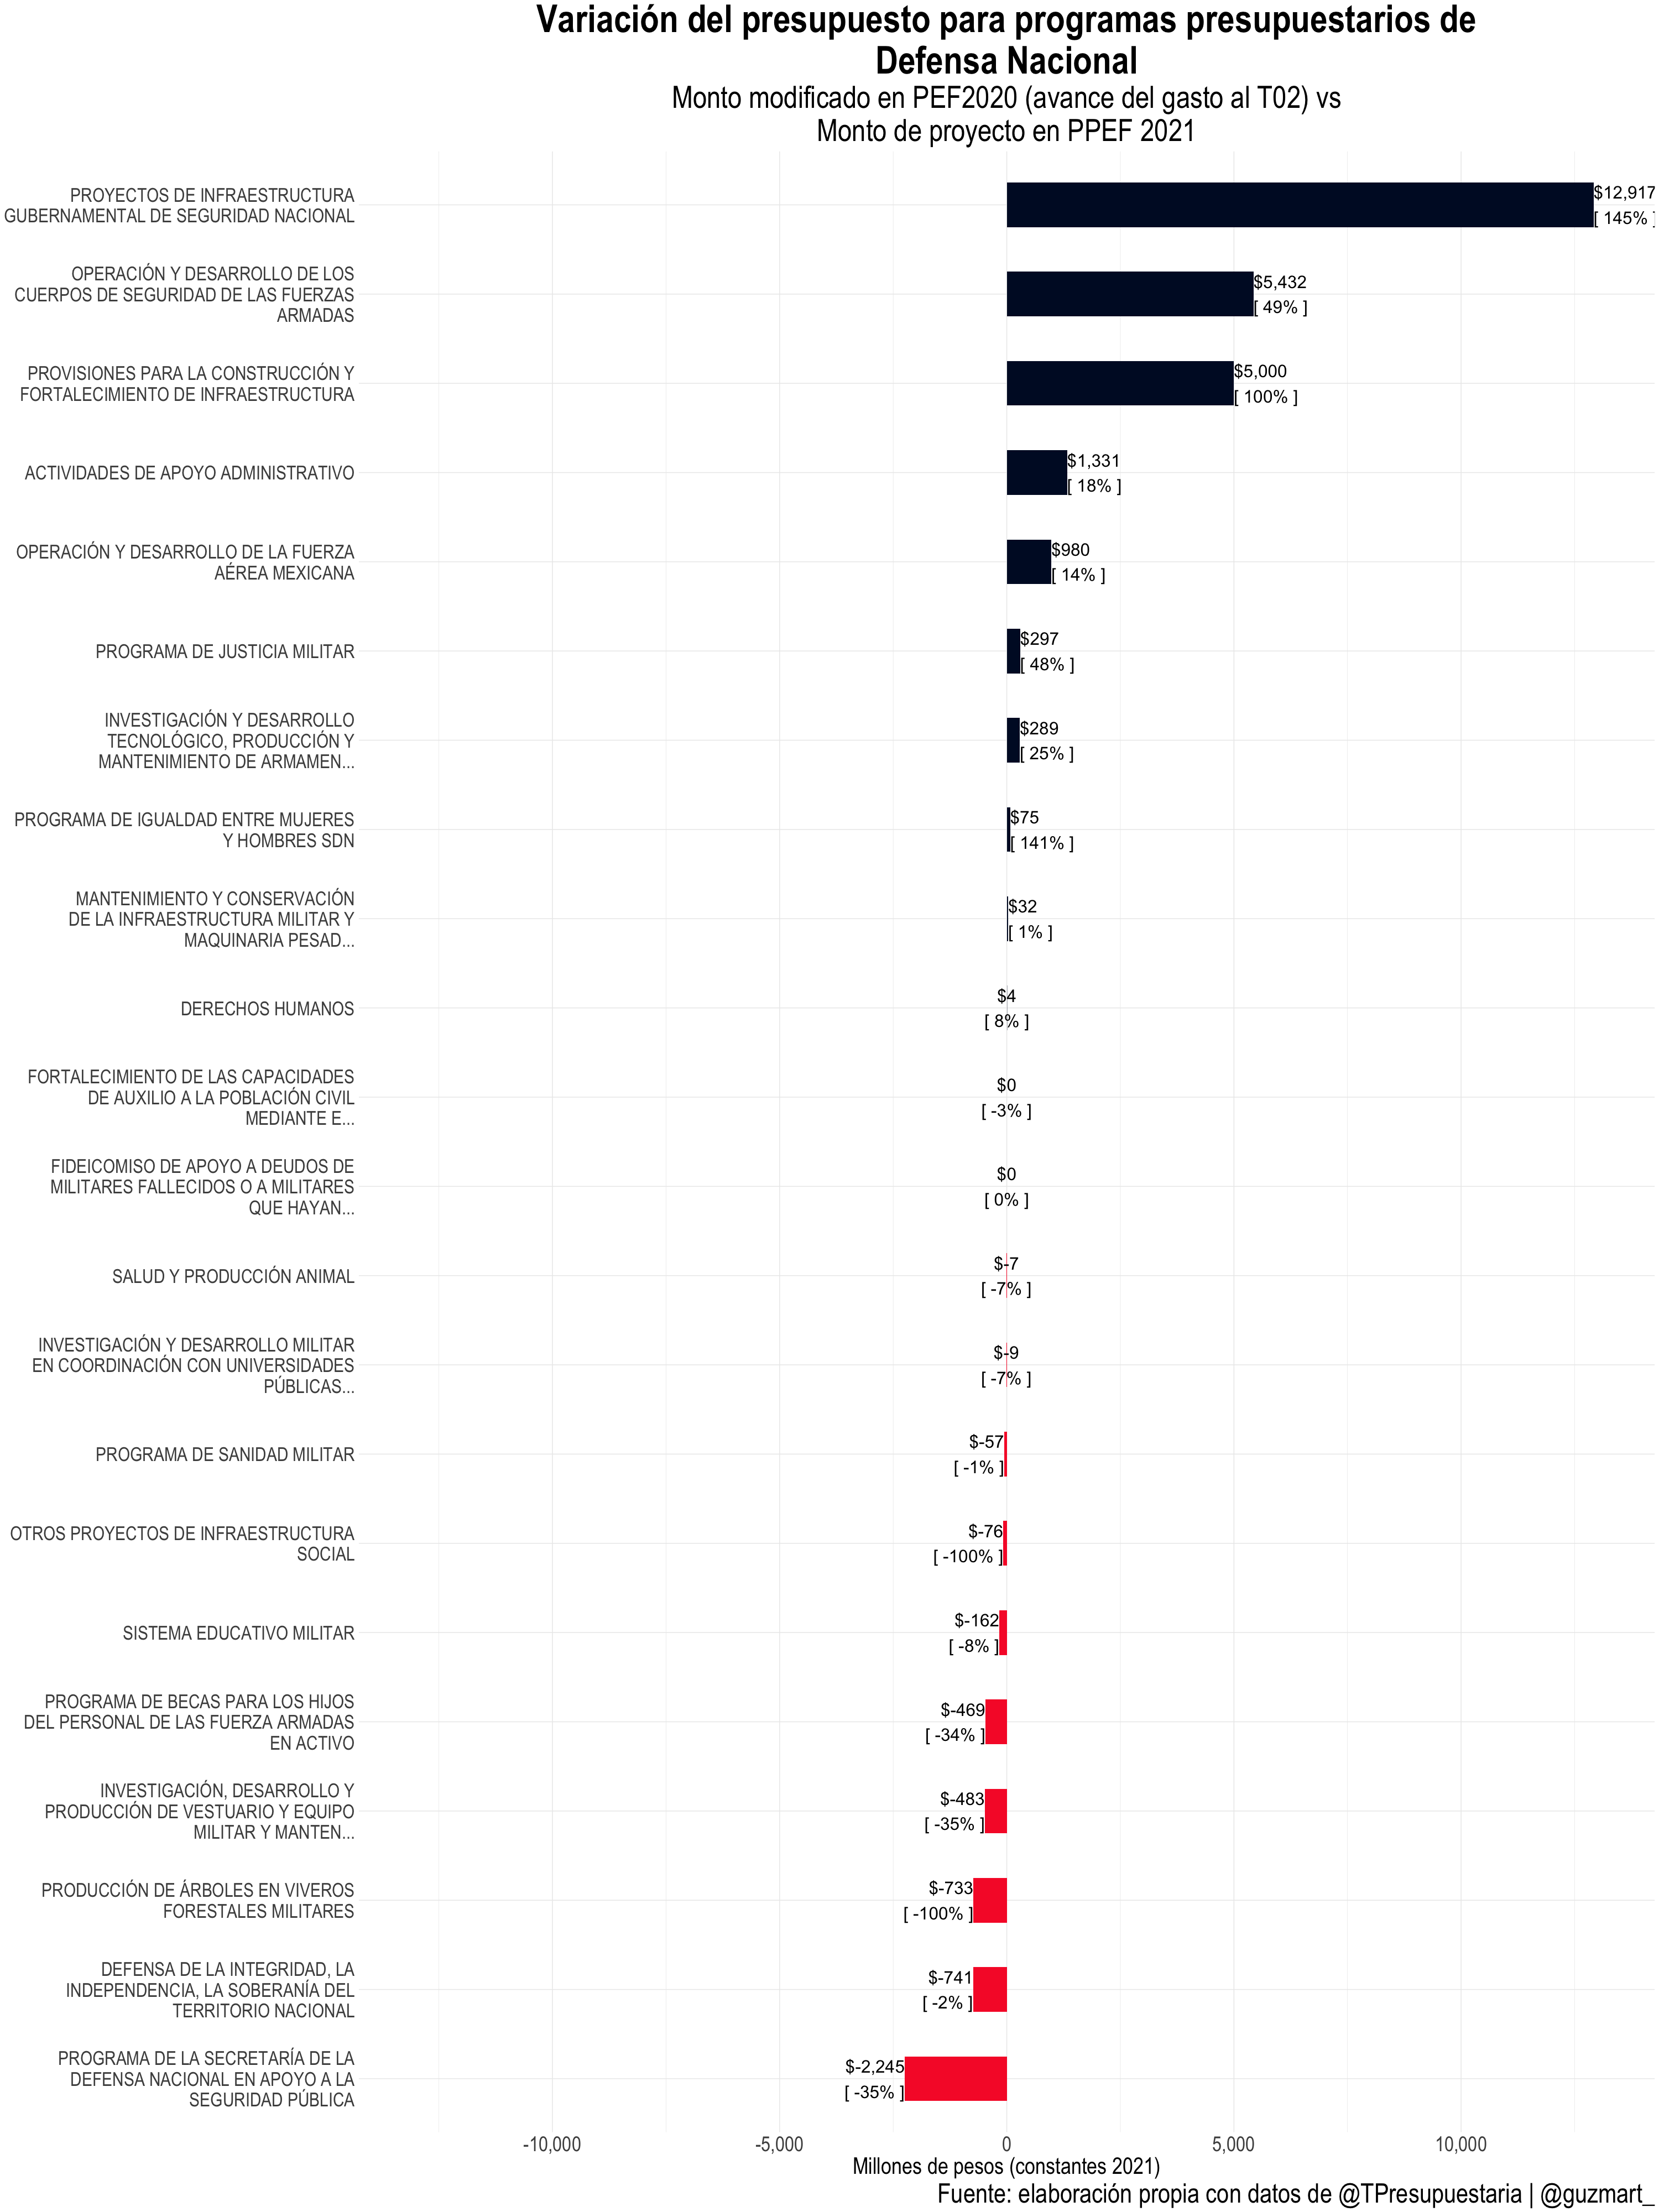 Variación del presupuesto para programas presupuestarios de
Defensa Nacional
Monto modificado en PEF2020 (avance del gasto al T02) vs
Monto de proyecto en PPEF 2021
PROYECTOS DE INFRAESTRUCTURA
GUBERNAMENTAL DE SEGURIDAD NACIONAL
$12,917
[ 145% ]
OPERACIÓN Y DESARROLLO DE LOS
CUERPOS DE SEGURIDAD DE LAS FUERZAS
ARMADAS
$5,432
[ 49% ]
PROVISIONES PARA LA CONSTRUCCIÓN Y
FORTALECIMIENTO DE INFRAESTRUCTURA
$5,000
[ 100% ]
ACTIVIDADES DE APOYO ADMINISTRATIVO
$1,331
[ 18% ]
OPERACIÓN Y DESARROLLO DE LA FUERZA
AÉREA MEXICANA
$980
[ 14% ]
PROGRAMA DE JUSTICIA MILITAR
$297
[ 48% ]
INVESTIGACIÓN Y DESARROLLO
TECNOLÓGICO, PRODUCCIÓN Y
MANTENIMIENTO DE ARMAMEN...
$289
[ 25% ]
PROGRAMA DE IGUALDAD ENTRE MUJERES
Y HOMBRES SDN
$75
[ 141% ]
MANTENIMIENTO Y CONSERVACIÓN
DE LA INFRAESTRUCTURA MILITAR Y
MAQUINARIA PESAD...
$32
[ 1% ]
DERECHOS HUMANOS
$4
[ 8% ]
FORTALECIMIENTO DE LAS CAPACIDADES
DE AUXILIO A LA POBLACIÓN CIVIL
MEDIANTE E...
$0
[ -3% ]
FIDEICOMISO DE APOYO A DEUDOS DE
MILITARES FALLECIDOS O A MILITARES
QUE HAYAN...
$0
[ 0% ]
SALUD Y PRODUCCIÓN ANIMAL
$-7
[ -7% ]
INVESTIGACIÓN Y DESARROLLO MILITAR
EN COORDINACIÓN CON UNIVERSIDADES
PÚBLICAS...
$-9
[ -7% ]
PROGRAMA DE SANIDAD MILITAR
$-57
[ -1% ]
OTROS PROYECTOS DE INFRAESTRUCTURA
SOCIAL
$-76
[ -100% ]
SISTEMA EDUCATIVO MILITAR
$-162
[ -8% ]
PROGRAMA DE BECAS PARA LOS HIJOS
DEL PERSONAL DE LAS FUERZA ARMADAS
EN ACTIVO
$-469
[ -34% ]
INVESTIGACIÓN, DESARROLLO Y
PRODUCCIÓN DE VESTUARIO Y EQUIPO
MILITAR Y MANTEN...
$-483
[ -35% ]
PRODUCCIÓN DE ÁRBOLES EN VIVEROS
FORESTALES MILITARES
$-733
[ -100% ]
DEFENSA DE LA INTEGRIDAD, LA
INDEPENDENCIA, LA SOBERANÍA DEL
TERRITORIO NACIONAL
$-741
[ -2% ]
PROGRAMA DE LA SECRETARÍA DE LA
DEFENSA NACIONAL EN APOYO A LA
SEGURIDAD PÚBLICA
$-2,245
[ -35% ]
-10,000
-5,000
0
5,000
10,000
Millones de pesos (constantes 2021)
Fuente: elaboración propia con datos de @TPresupuestaria | @guzmart_